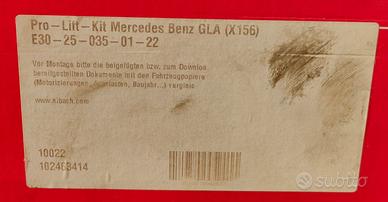 Pro-Lift-Kit Mercedes Benz GLA (X156)
E30-25-035-01-22
Vor Montage bitte die beigefügten bzw. zum Downloa
bereitgestellten Dokumente mit den Fahrzeugpapiere
(Motorisierungen, Achslasten, Baujahr...) vergleic
www.eibach.com
10022
102463414
subito